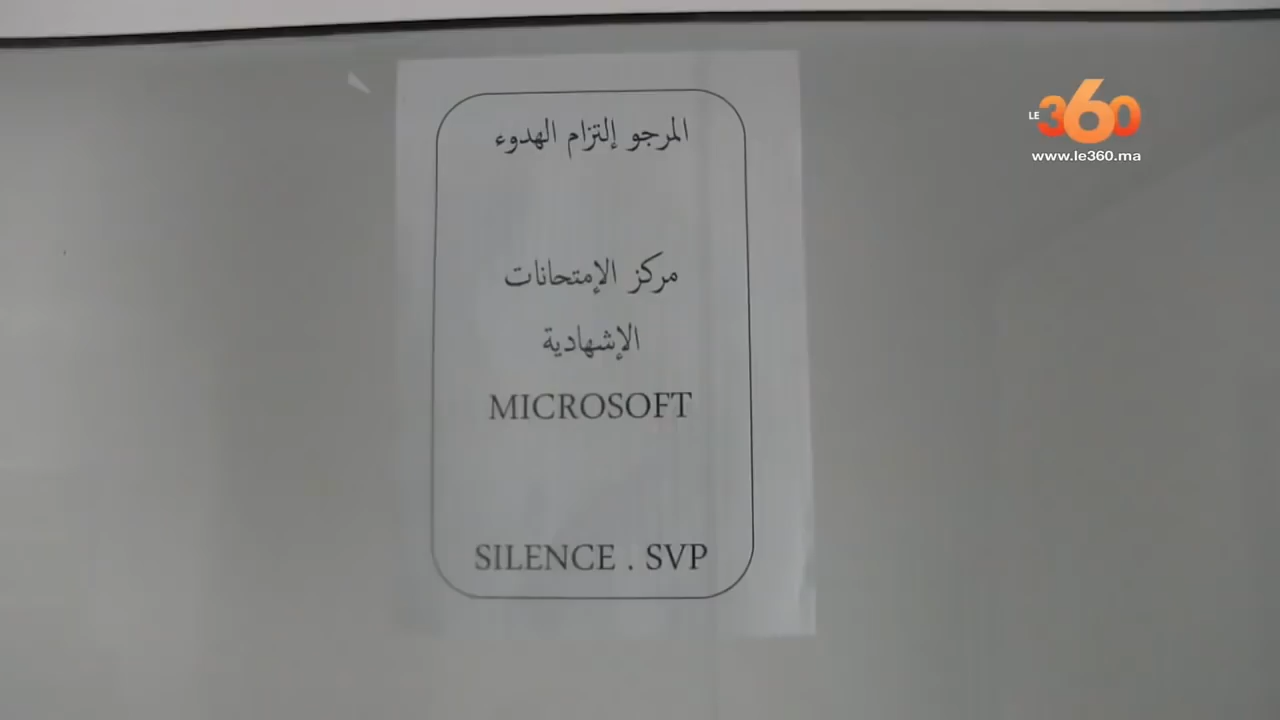 المرجو إلتزام الهدوء
مركز الإمتحانات
الإشهادية
MICROSOFT
SILENCE . SVP
LE 360
www.le360.ma